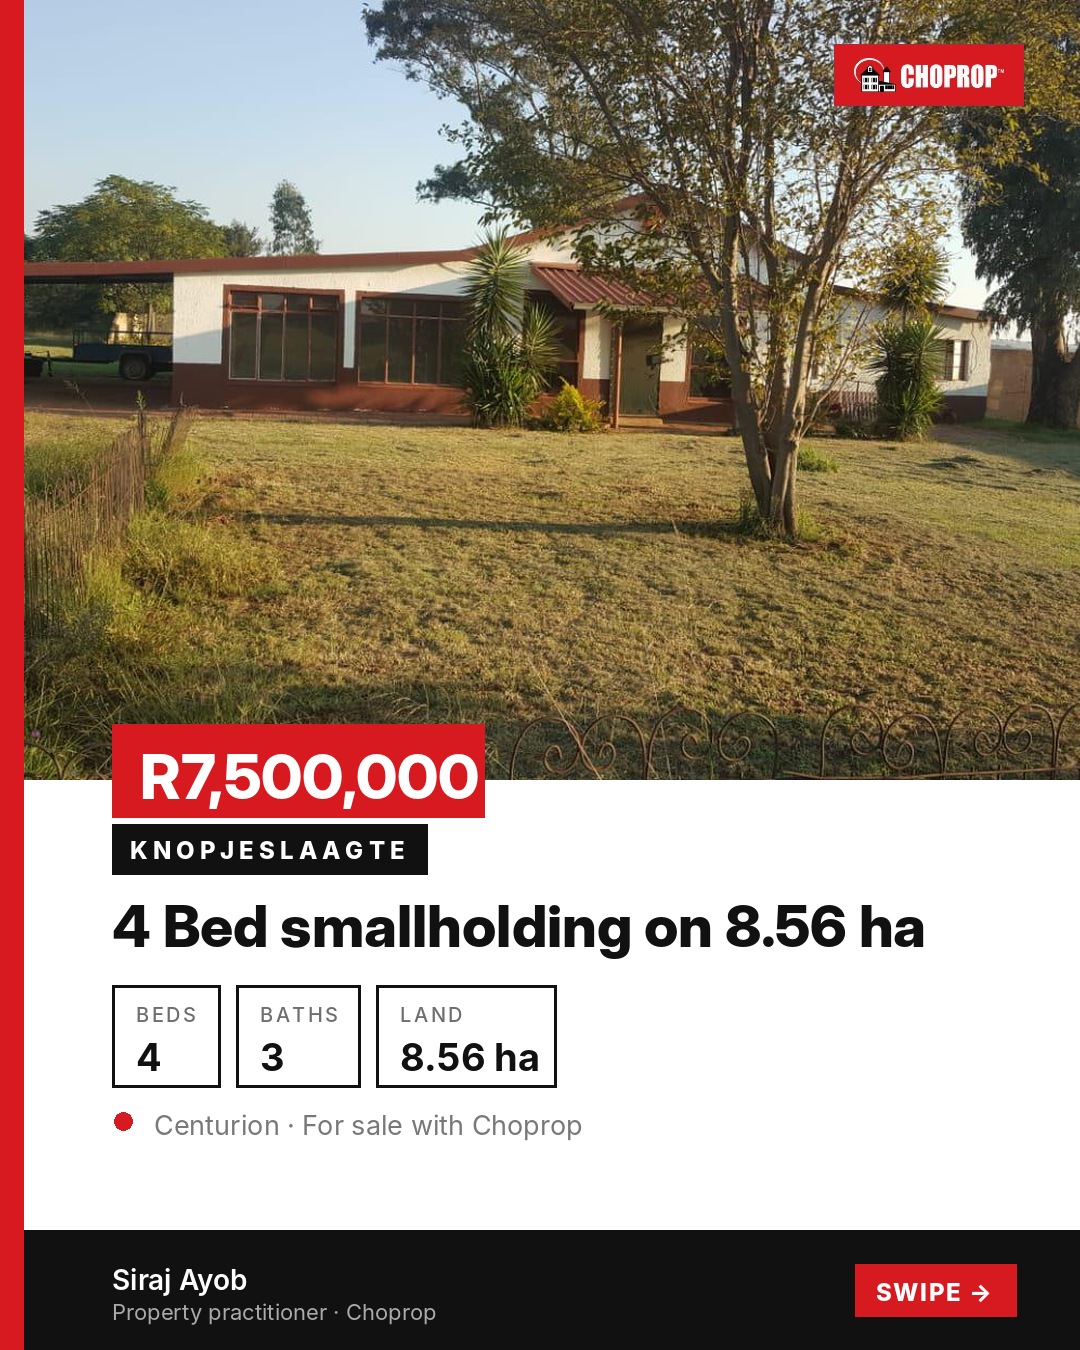 CHOPROP™
R7,500,000
KNOPJESLAAGTE
4 Bed smallholding on 8.56 ha
BEDS
4
BATHS
3
LAND
8.56 ha
Centurion · For sale with Choprop
Siraj Ayob
Property practitioner · Choprop
SWIPE →